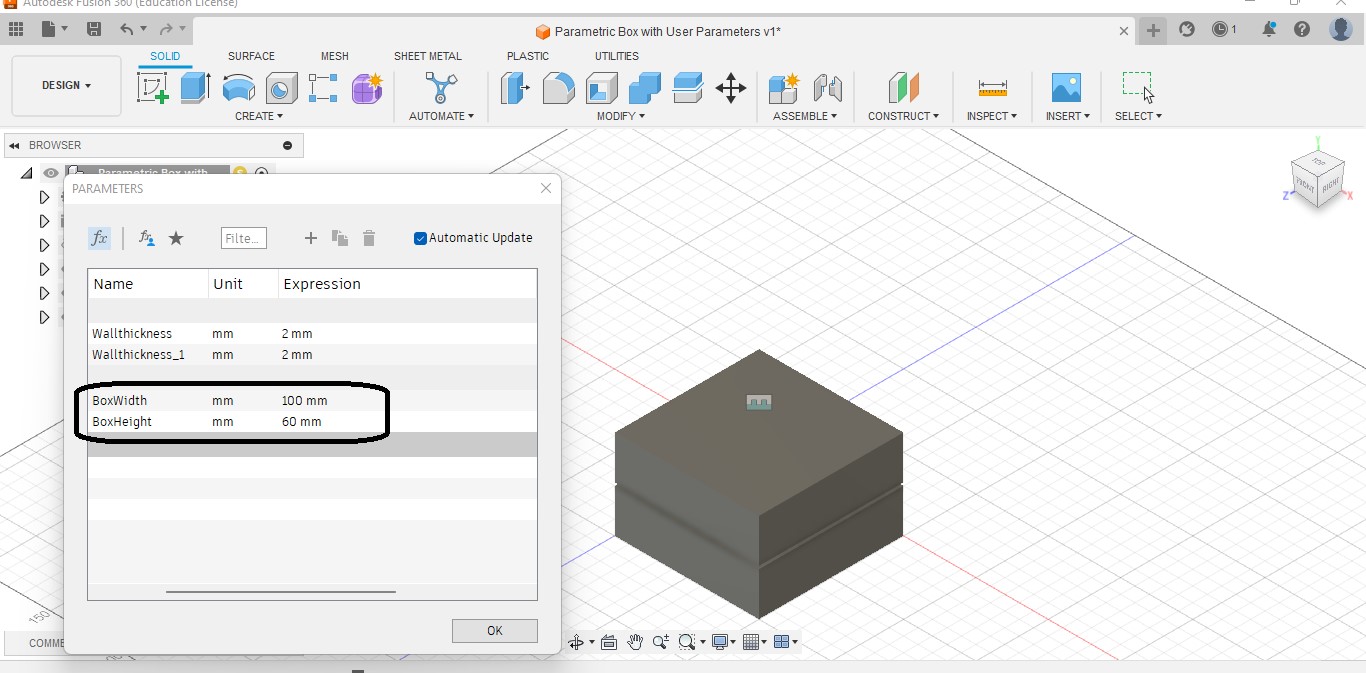 Autodesk Fusion 360 (Education License)
Parametric Box with User Parameters v1*
1
DESIGN
SOLID SURFACE MESH SHEET METAL PLASTIC UTILITIES
CREATE AUTOMATE MODIFY ASSEMBLE CONSTRUCT INSPECT INSERT SELECT
BROWSER
Parametric Box with
PARAMETERS
fx
Filte...
Automatic Update
Name Unit Expression
Wallthickness mm 2 mm
Wallthickness_1 mm 2 mm
BoxWidth mm 100 mm
BoxHeight mm 60 mm
OK
COMME
150
Y
TOP
FRONT RIGHT
Z X